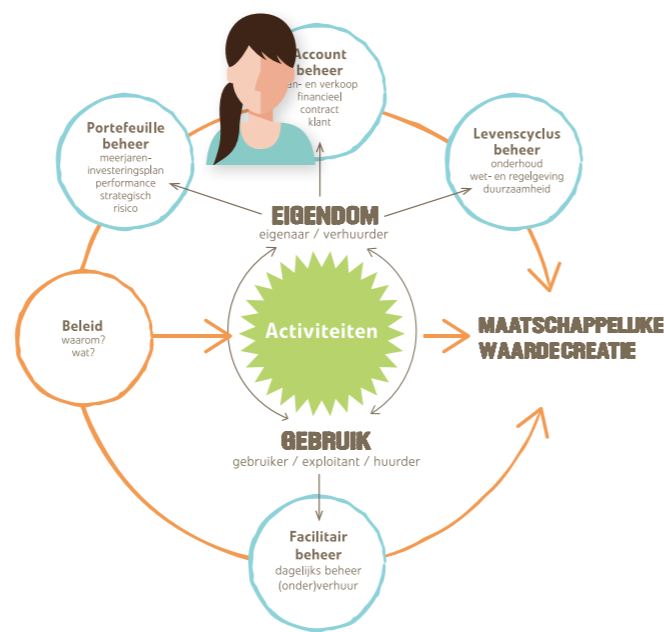 Account
beheer
en verkoop
financieel
contract
klant
Portefeuille
beheer
meerjaren-
investeringsplan
performance
strategisch
risico
Levenscyclus
beheer
onderhoud
wet- en regelgeving
duurzaamheid
EIGENDOM
eigenaar / verhuurder
Beleid
waarom?
wat?
Activiteiten
MAATSCHAPPELIJKE
WAARDECREATIE
GEBRUIK
gebruiker / exploitant / huurder
Facilitair
beheer
dagelijks beheer
(onder)verhuur